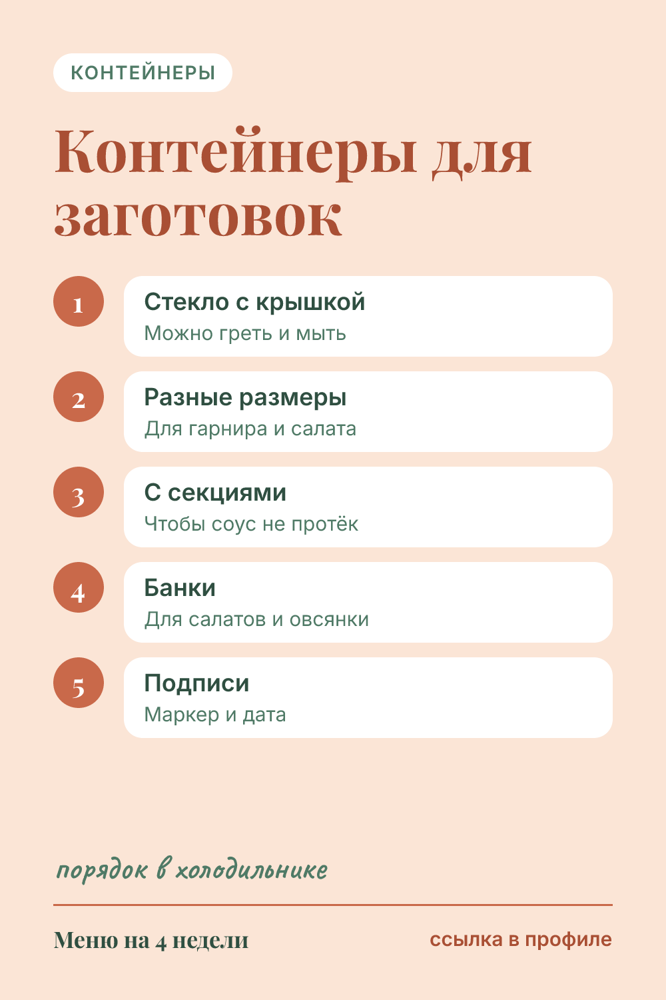 КОНТЕЙНЕРЫ
Контейнеры для
заготовок
1
Стекло с крышкой
Можно греть и мыть
2
Разные размеры
Для гарнира и салата
3
С секциями
Чтобы соус не протёк
4
Банки
Для салатов и овсянки
5
Подписи
Маркер и дата
порядок в холодильнике
Меню на 4 недели
ссылка в профиле